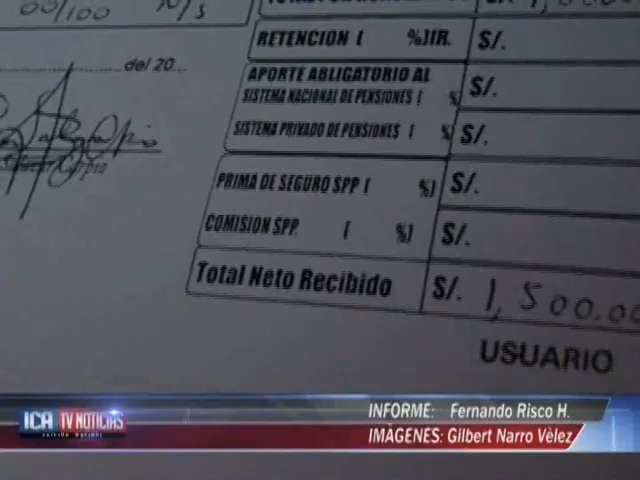 00/100
RETENCION ( %)IR. S/.
del 20...
APORTE ABLIGATORIO AL
SISTEMA NACIONAL DE PENSIONES ( % S/.
SISTEMA PRIVADO DE PENSIONES ( % S/.
PRIMA DE SEGURO SPP ( %) S/.
COMISION SPP. ( %) S/.
Total Neto Recibido S/. 1,500.00
USUARIO
INFORME: Fernando Risco H.
ICA TV NOTICIAS
IMÀGENES: Gilbert Narro Vèlez